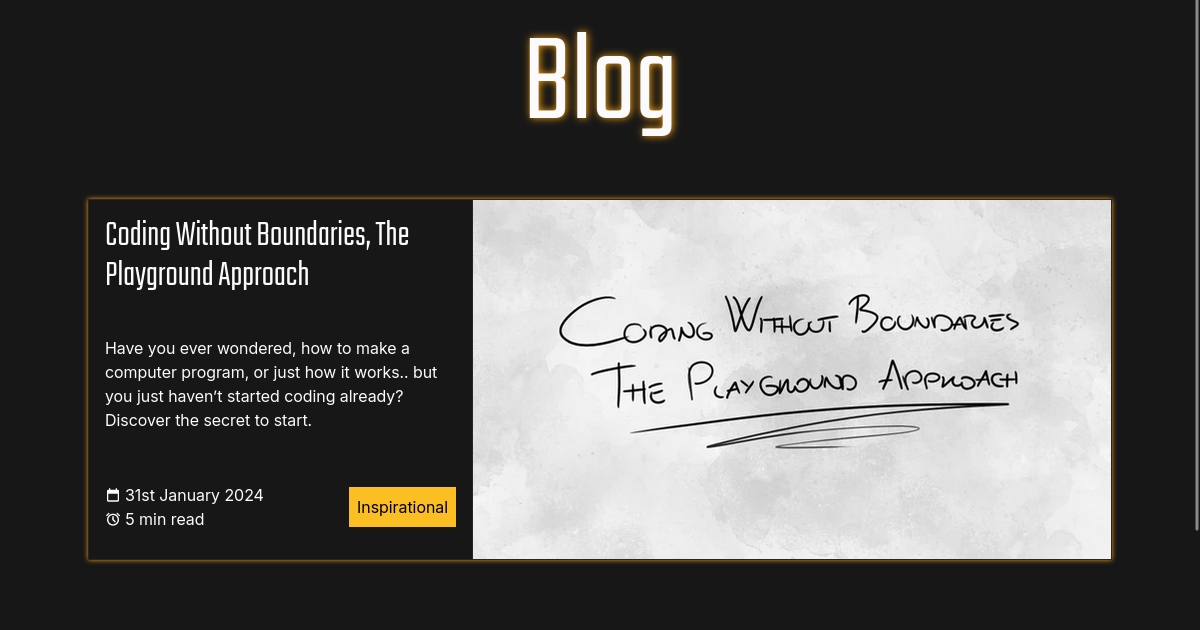 Blog
Coding Without Boundaries, The
Playground Approach
Have you ever wondered, how to make a
computer program, or just how it works.. but
you just haven’t started coding already?
Discover the secret to start.
31st January 2024
5 min read
Inspirational
CODING WITHOUT BOUNDARIES
THE PLAYGROUND APPROACH